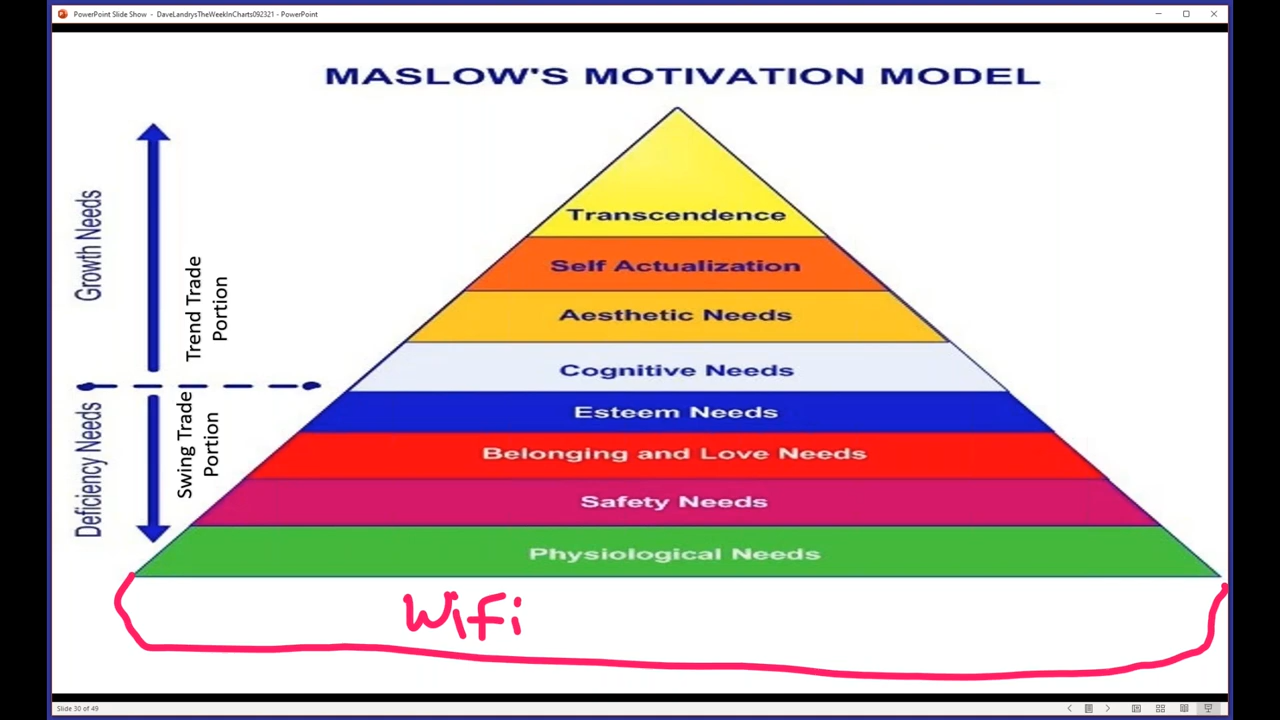 PowerPoint Slide Show - DaveLandrysTheWeekInCharts092321 - PowerPoint
MASLOW'S MOTIVATION MODEL
Growth Needs
Trend Trade
Portion
Deficiency Needs
Swing Trade
Portion
Transcendence
Self Actualization
Aesthetic Needs
Cognitive Needs
Esteem Needs
Belonging and Love Needs
Safety Needs
Physiological Needs
Wifi
Slide 30 of 49